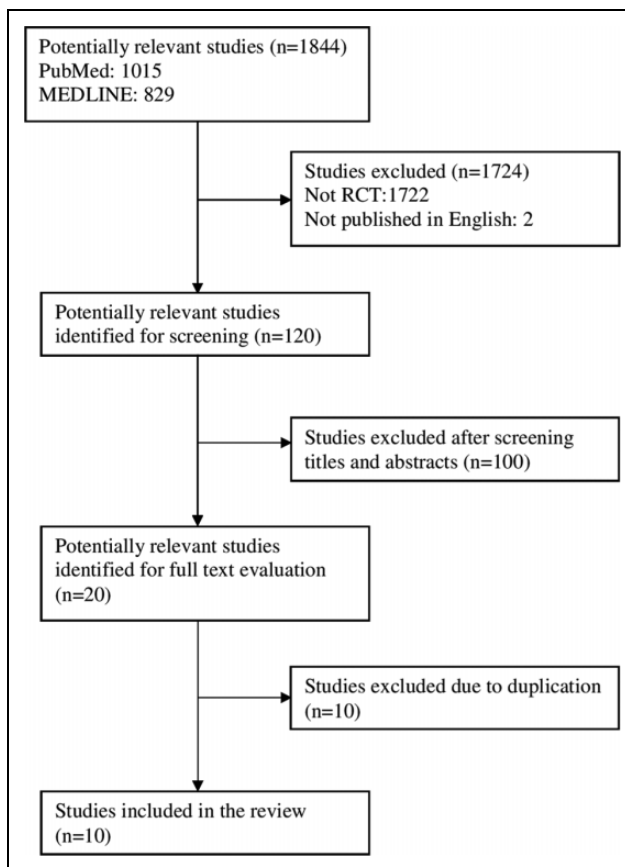 Potentially relevant studies (n=1844)
PubMed: 1015
MEDLINE: 829
Studies excluded (n=1724)
Not RCT:1722
Not published in English: 2
Potentially relevant studies
identified for screening (n=120)
Studies excluded after screening
titles and abstracts (n=100)
Potentially relevant studies
identified for full text evaluation
(n=20)
Studies excluded due to duplication
(n=10)
Studies included in the review
(n=10)